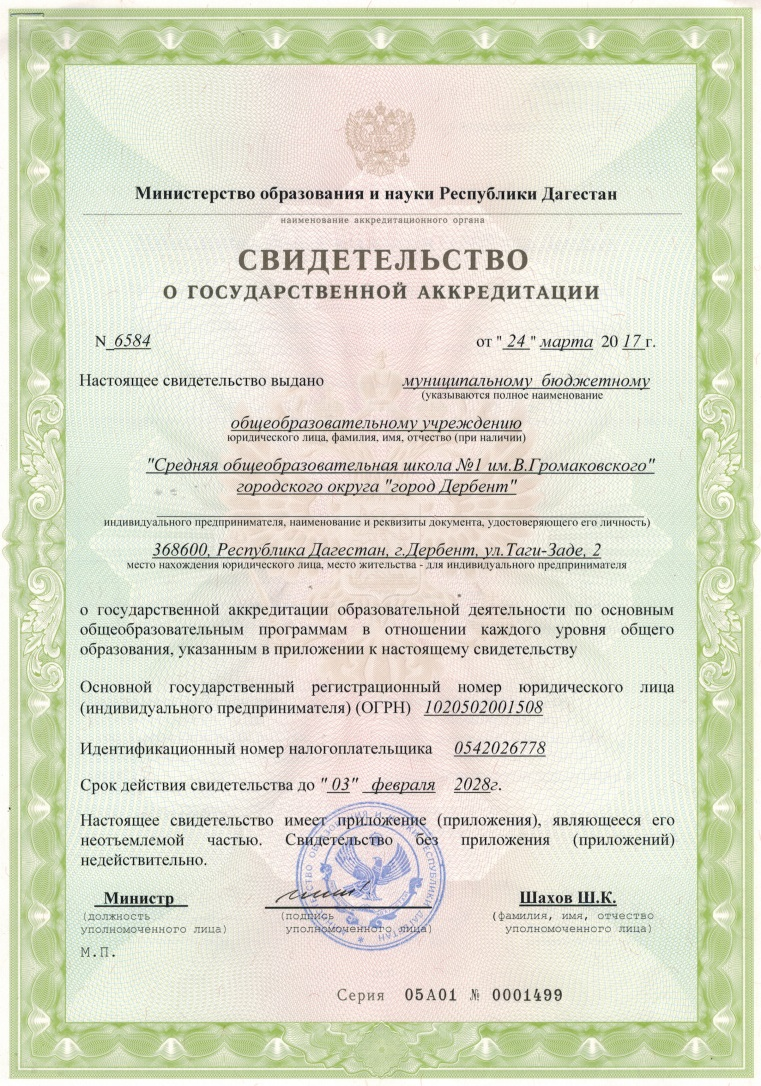 Министерство образования и науки Республики Дагестан
наименование аккредитационного органа
СВИДЕТЕЛЬСТВО
О ГОСУДАРСТВЕННОЙ АККРЕДИТАЦИИ
N 6584 от "24" марта 2017 г.
Настоящее свидетельство выдано муниципальному бюджетному
(указываются полное наименование
общеобразовательному учреждению
юридического лица, фамилия, имя, отчество (при наличии)
"Средняя общеобразовательная школа №1 им.В.Громаковского"
городского округа "город Дербент"
индивидуального предпринимателя, наименование и реквизиты документа, удостоверяющего его личность)
368600, Республика Дагестан, г.Дербент, ул.Таги-Заде, 2
место нахождения юридического лица, место жительства - для индивидуального предпринимателя
о государственной аккредитации образовательной деятельности по основным
общеобразовательным программам в отношении каждого уровня общего
образования, указанным в приложении к настоящему свидетельству
Основной государственный регистрационный номер юридического лица
(индивидуального предпринимателя) (ОГРН) 1020502001508
Идентификационный номер налогоплательщика 0542026778
Срок действия свидетельства до "03" февраля 2028г.
Настоящее свидетельство имеет приложение (приложения), являющееся его
неотъемлемой частью. Свидетельство без приложения (приложений)
недействительно.
Министр Шахов Ш.К.
(должность (подпись (фамилия, имя, отчество
уполномоченного лица) уполномоченного лица) уполномоченного лица)
М.П.
Серия 05А01 № 0001499